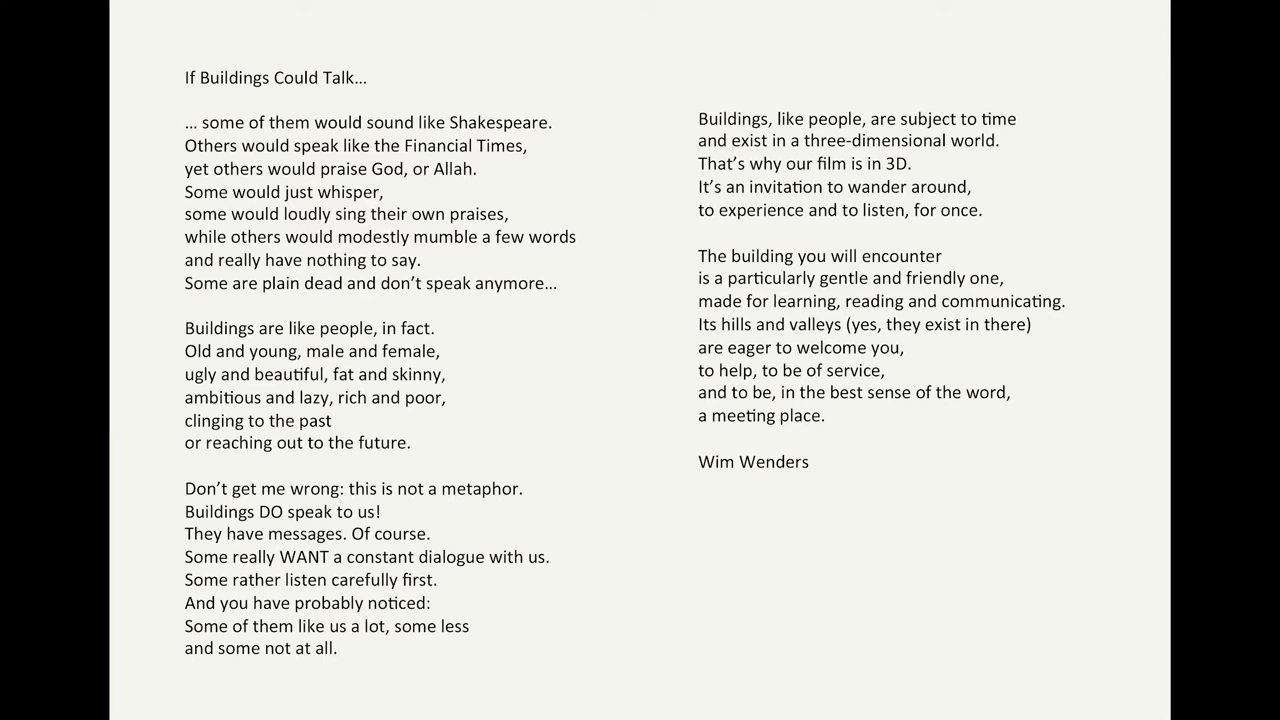 If Buildings Could Talk…
… some of them would sound like Shakespeare.
Others would speak like the Financial Times,
yet others would praise God, or Allah.
Some would just whisper,
some would loudly sing their own praises,
while others would modestly mumble a few words
and really have nothing to say.
Some are plain dead and don’t speak anymore…
Buildings are like people, in fact.
Old and young, male and female,
ugly and beautiful, fat and skinny,
ambitious and lazy, rich and poor,
clinging to the past
or reaching out to the future.
Don’t get me wrong: this is not a metaphor.
Buildings DO speak to us!
They have messages. Of course.
Some really WANT a constant dialogue with us.
Some rather listen carefully first.
And you have probably noticed:
Some of them like us a lot, some less
and some not at all.
Buildings, like people, are subject to time
and exist in a three-dimensional world.
That’s why our film is in 3D.
It’s an invitation to wander around,
to experience and to listen, for once.
The building you will encounter
is a particularly gentle and friendly one,
made for learning, reading and communicating.
Its hills and valleys (yes, they exist in there)
are eager to welcome you,
to help, to be of service,
and to be, in the best sense of the word,
a meeting place.
Wim Wenders